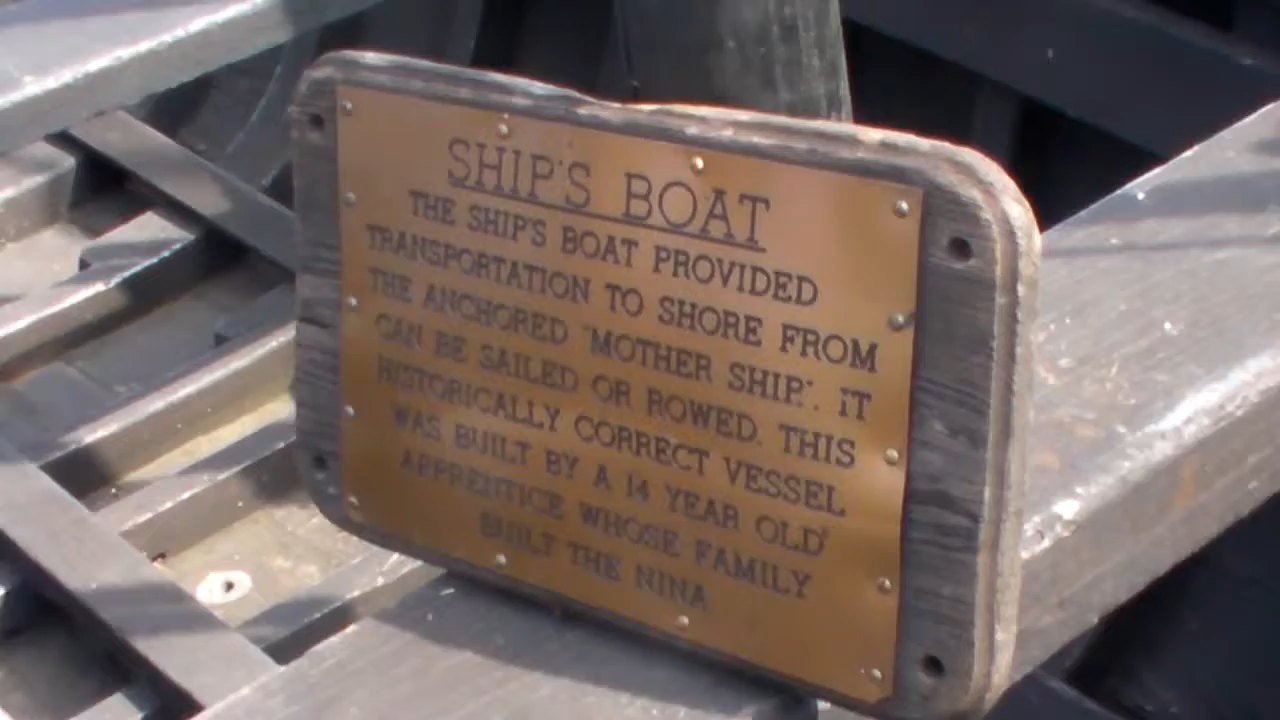 SHIP'S BOAT
THE SHIP'S BOAT PROVIDED
TRANSPORTATION TO SHORE FROM
THE ANCHORED "MOTHER SHIP". IT
CAN BE SAILED OR ROWED. THIS
HISTORICALLY CORRECT VESSEL
WAS BUILT BY A 14 YEAR OLD
APPRENTICE WHOSE FAMILY
BUILT THE NINA